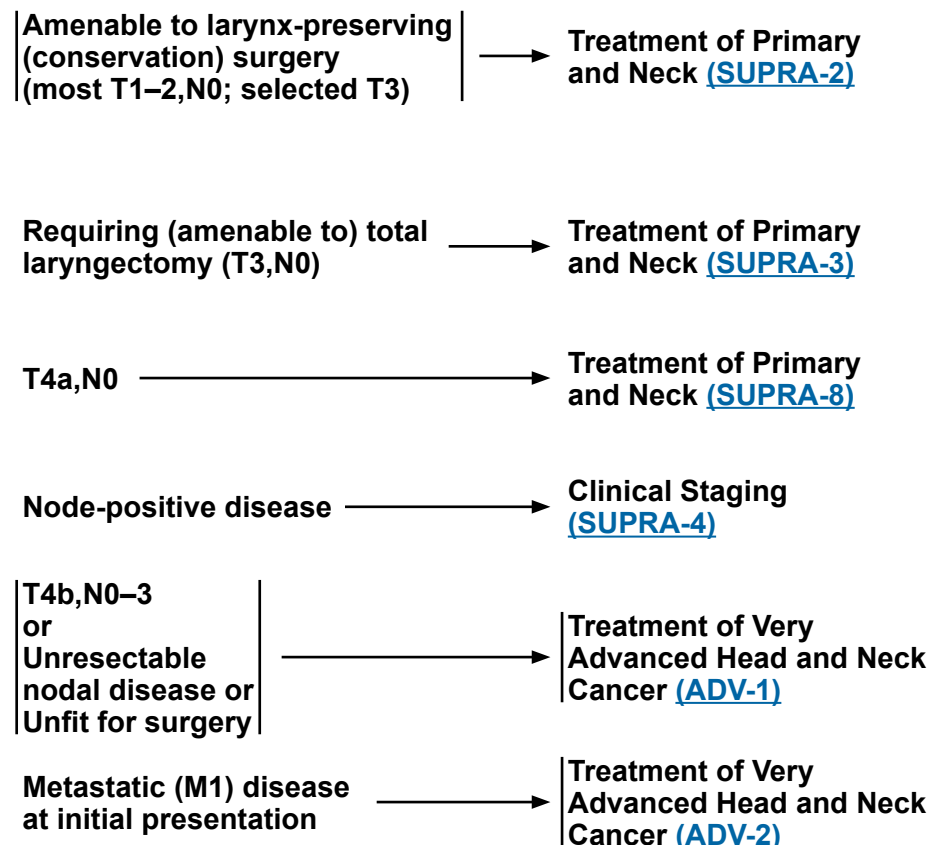 Amenable to larynx-preserving
(conservation) surgery
(most T1–2,N0; selected T3)
Treatment of Primary
and Neck (SUPRA-2)
Requiring (amenable to) total
laryngectomy (T3,N0)
Treatment of Primary
and Neck (SUPRA-3)
T4a,N0
Treatment of Primary
and Neck (SUPRA-8)
Node-positive disease
Clinical Staging
(SUPRA-4)
T4b,N0–3
or
Unresectable
nodal disease or
Unfit for surgery
Treatment of Very
Advanced Head and Neck
Cancer (ADV-1)
Metastatic (M1) disease
at initial presentation
Treatment of Very
Advanced Head and Neck
Cancer (ADV-2)